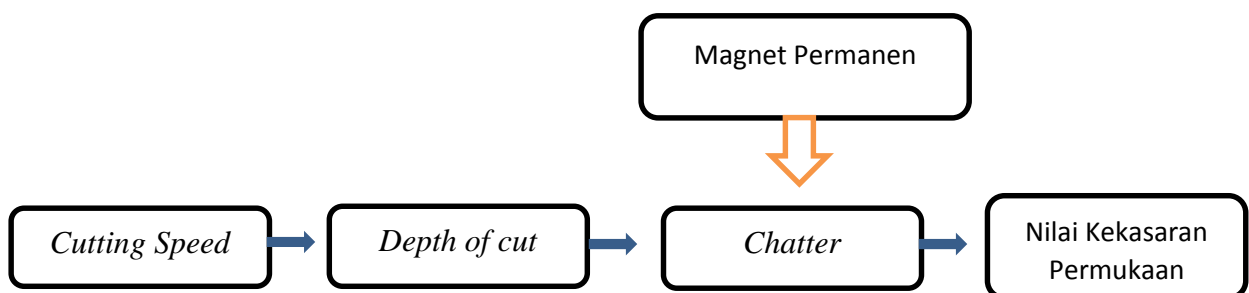 Magnet Permanen
Cutting Speed
Depth of cut
Chatter
Nilai Kekasaran
Permukaan